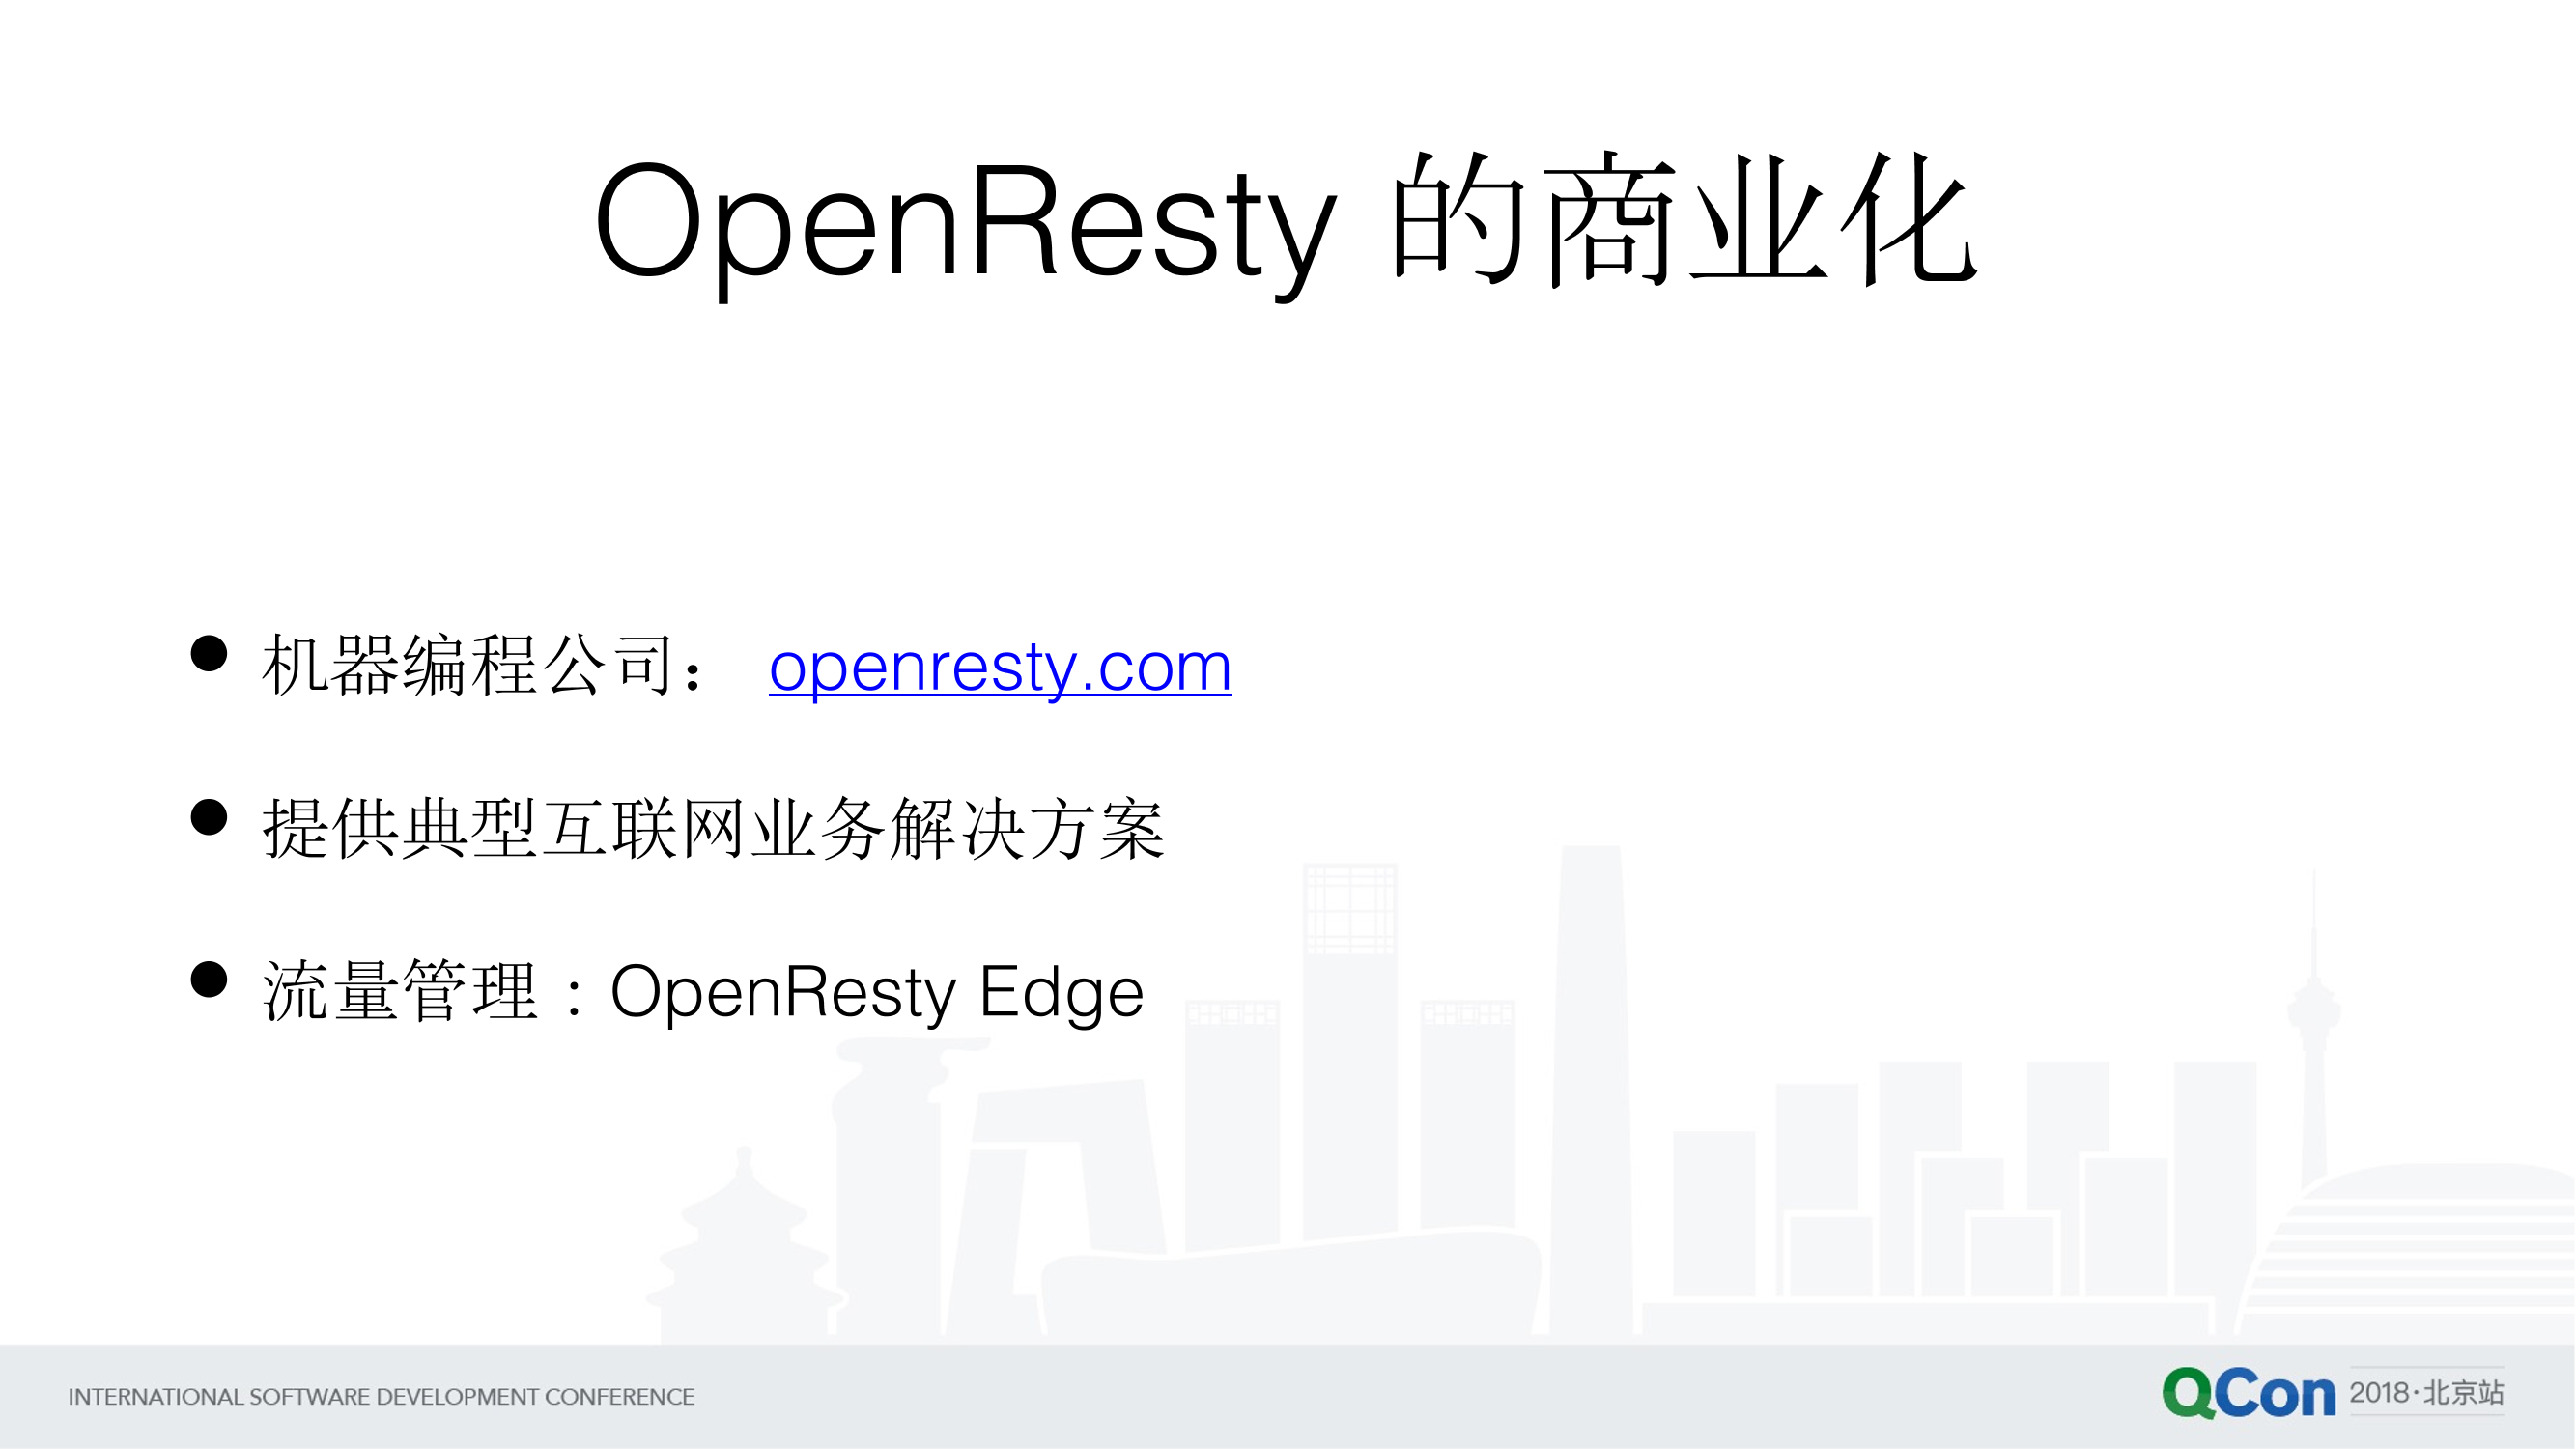 OpenResty 的商业化
● 机器编程公司： openresty.com
● 提供典型互联网业务解决方案
● 流量管理：OpenResty Edge
INTERNATIONAL SOFTWARE DEVELOPMENT CONFERENCE
QCon 2018·北京站